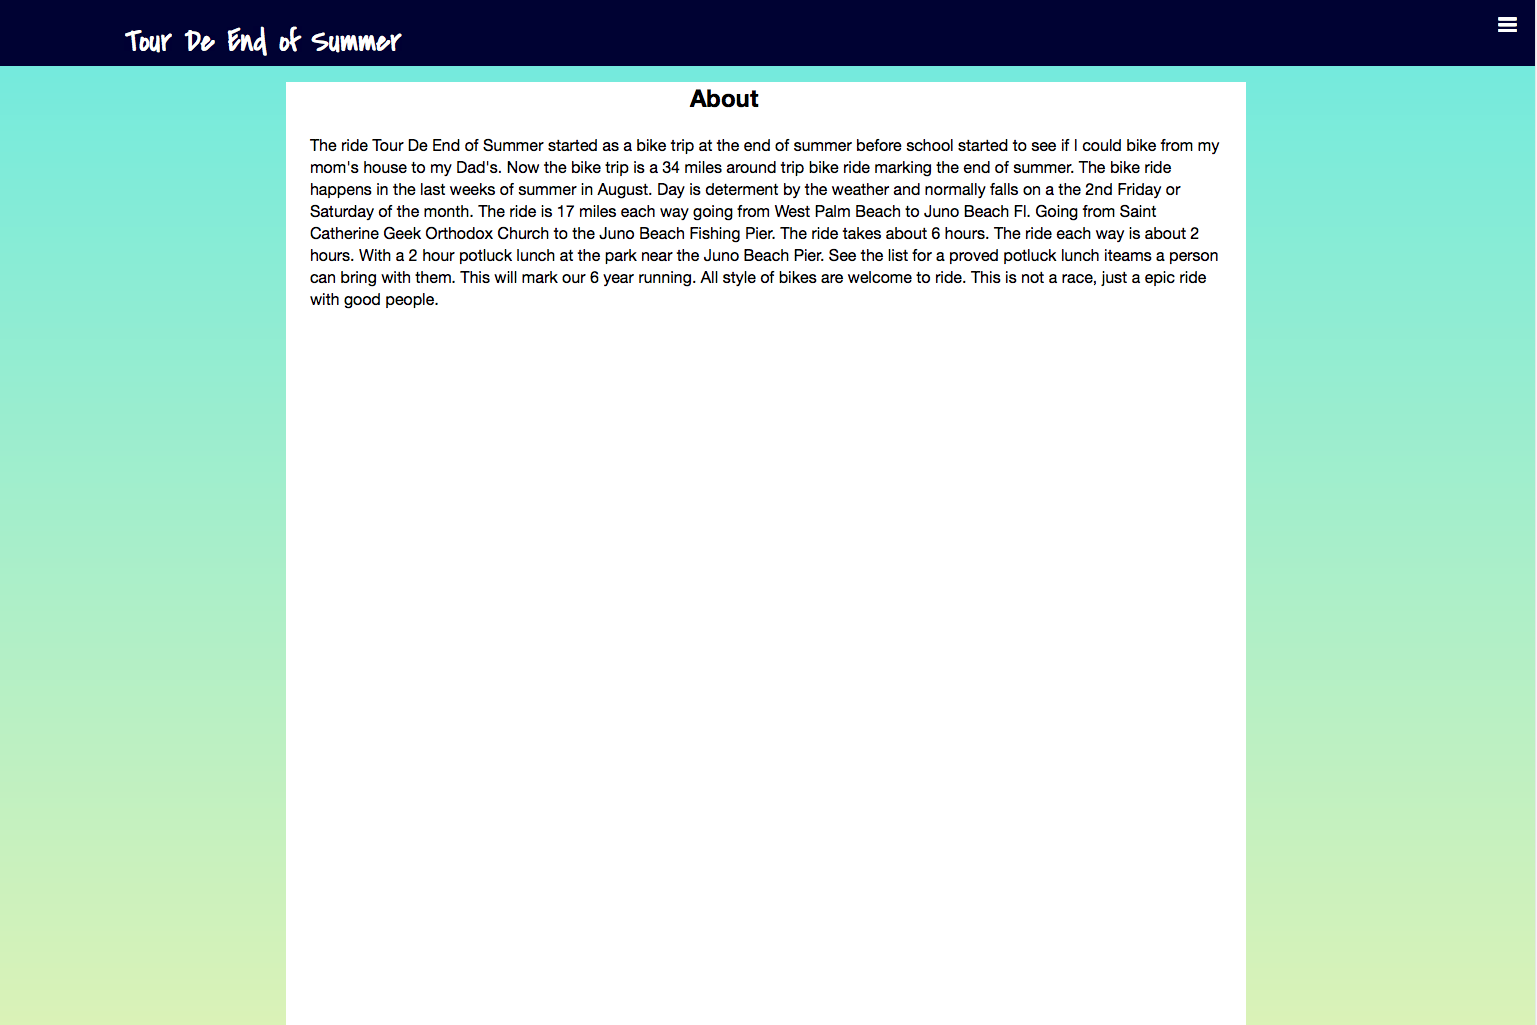 Tour De End of Summer
About
The ride Tour De End of Summer started as a bike trip at the end of summer before school started to see if I could bike from my
mom's house to my Dad's. Now the bike trip is a 34 miles around trip bike ride marking the end of summer. The bike ride
happens in the last weeks of summer in August. Day is determent by the weather and normally falls on a the 2nd Friday or
Saturday of the month. The ride is 17 miles each way going from West Palm Beach to Juno Beach Fl. Going from Saint
Catherine Geek Orthodox Church to the Juno Beach Fishing Pier. The ride takes about 6 hours. The ride each way is about 2
hours. With a 2 hour potluck lunch at the park near the Juno Beach Pier. See the list for a proved potluck lunch iteams a person
can bring with them. This will mark our 6 year running. All style of bikes are welcome to ride. This is not a race, just a epic ride
with good people.